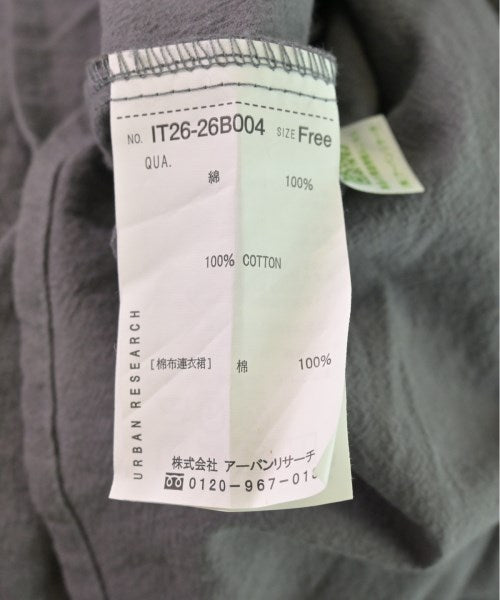 NO. IT26-26B004 SIZE Free
QUA.
綿 100%
100% COTTON
[棉布連衣裙] 棉 100%
URBAN RESEARCH
株式会社 アーバンリサーチ
0120-967-01